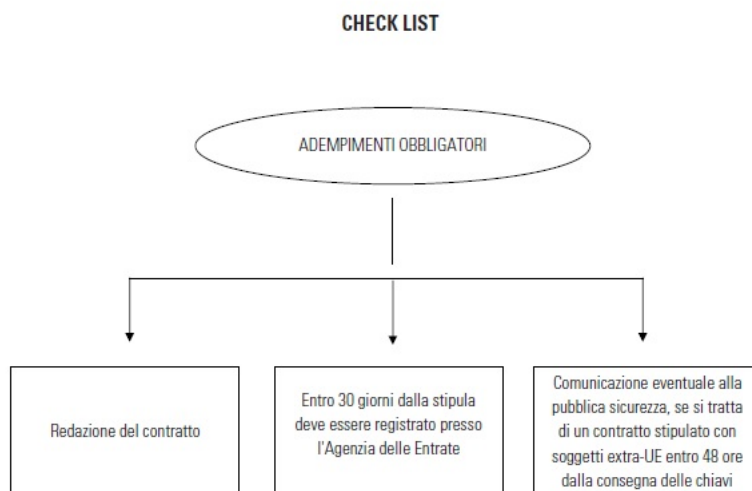 CHECK LIST
ADEMPIMENTI OBBLIGATORI
Redazione del contratto
Entro 30 giorni dalla stipula
deve essere registrato presso
l'Agenzia delle Entrate
Comunicazione eventuale alla
pubblica sicurezza, se si tratta
di un contratto stipulato con
soggetti extra-UE entro 48 ore
dalla consegna delle chiavi